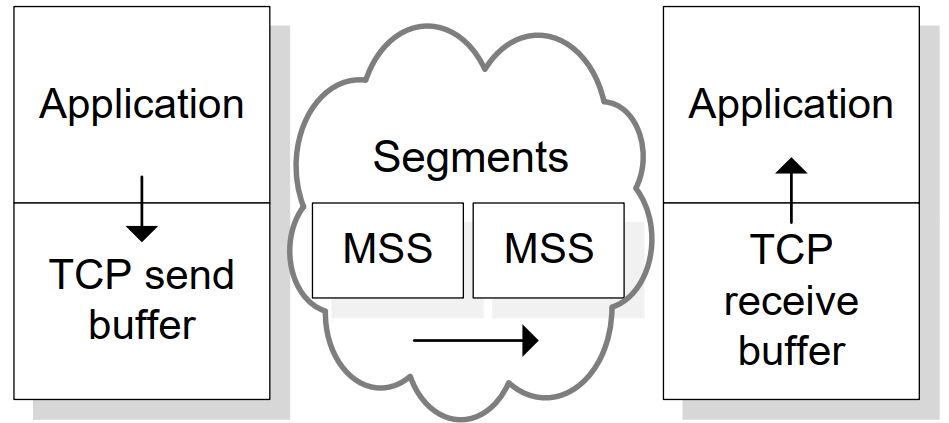 Application
TCP send
buffer
Segments
MSS MSS
Application
TCP
receive
buffer